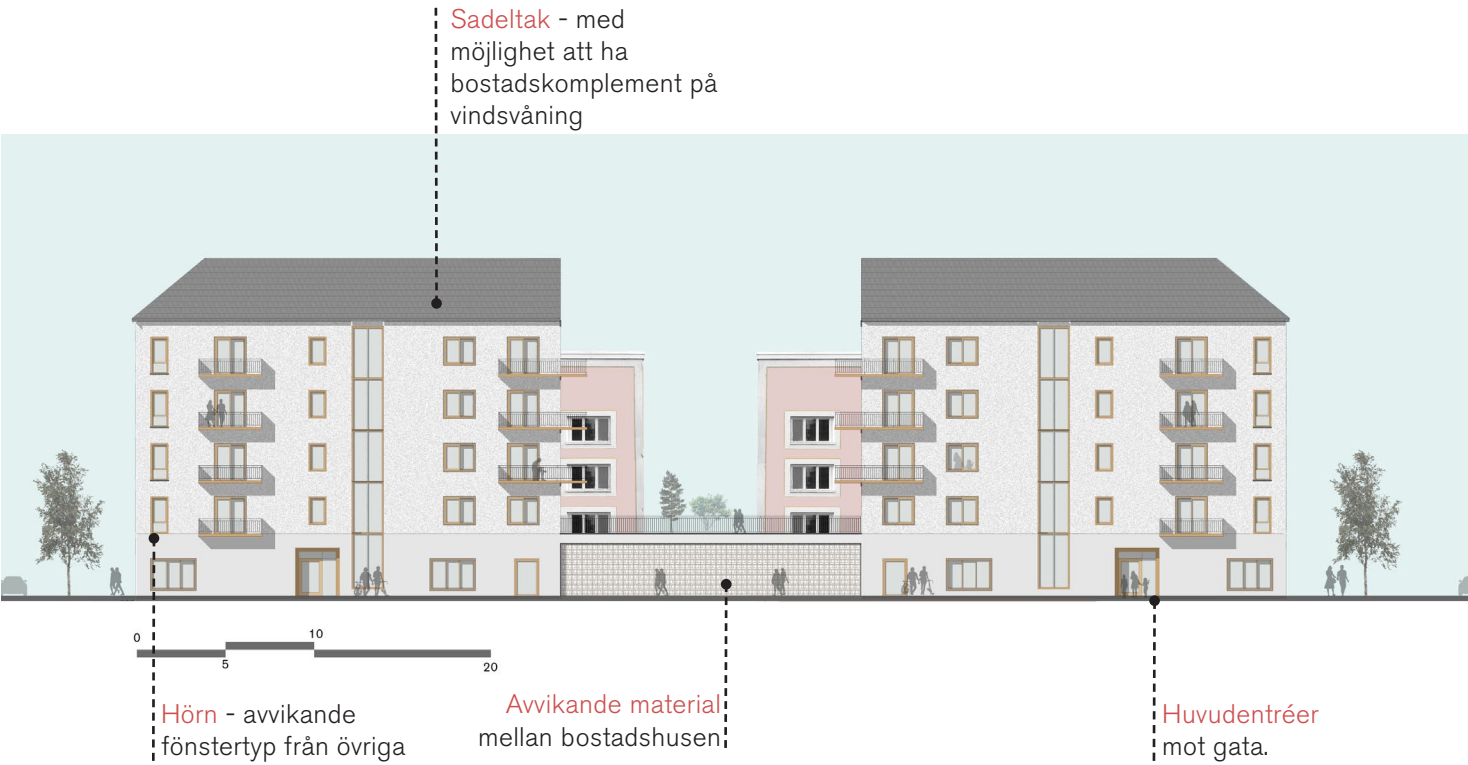 Sadeltak - med
möjlighet att ha
bostadskomplement på
vindsvåning
0
10
5
20
Hörn - avvikande
fönstertyp från övriga
Avvikande material
mellan bostadshusen
Huvudentréer
mot gata.